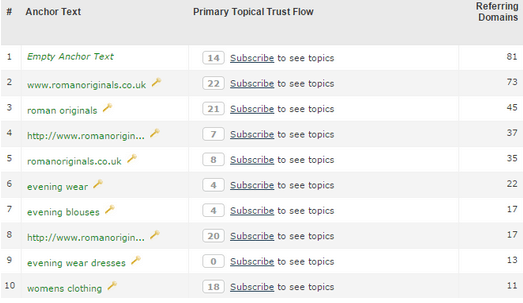 # Anchor Text Primary Topical Trust Flow Referring Domains
1 Empty Anchor Text 14 Subscribe to see topics 81
2 www.romanoriginals.co.uk 22 Subscribe to see topics 73
3 roman originals 21 Subscribe to see topics 45
4 http://www.romanorigin... 7 Subscribe to see topics 37
5 romanoriginals.co.uk 8 Subscribe to see topics 35
6 evening wear 4 Subscribe to see topics 22
7 evening blouses 4 Subscribe to see topics 17
8 http://www.romanorigin... 20 Subscribe to see topics 17
9 evening wear dresses 0 Subscribe to see topics 13
10 womens clothing 18 Subscribe to see topics 11